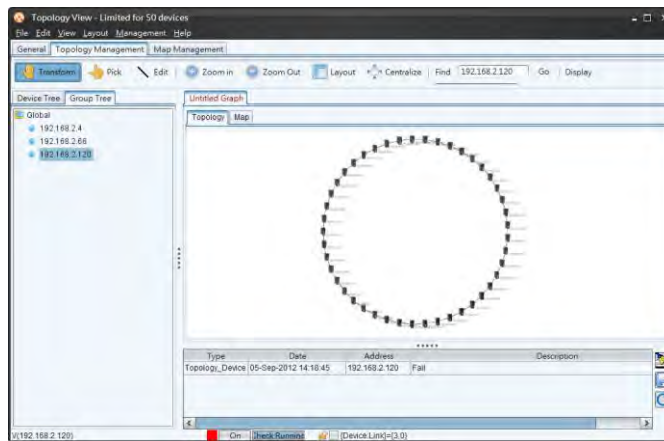 Topology View - Limited for 50 devices
File Edit View Layout Management Help
General Topology Management Map Management
Transform Pick Edit Zoom in Zoom Out Layout Centralize Find 192.168.2.120 Go Display
Device Tree Group Tree
Untitled Graph
Global
Topology Map
192.168.2.4
192.168.2.66
192.168.2.120
Type Date Address Description
Topology_Device 05-Sep-2012 14:18:45 192.168.2.120 Fail
V(192.168.2.120) On Check Running [Device:Link]=[3,0]